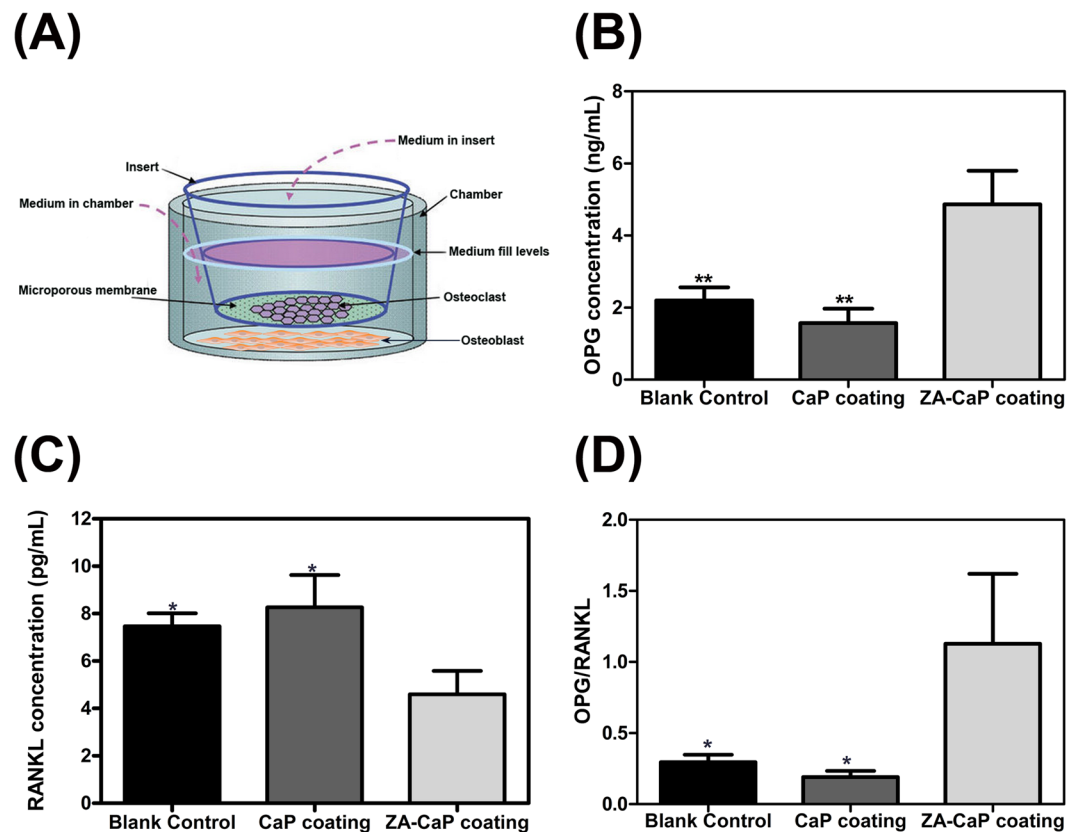 (A)
Medium in insert
Insert
Medium in chamber
Chamber
Medium fill levels
Microporous membrane
Osteoclast
Osteoblast
(B)
OPG concentration (ng/mL)
8
6
4
2
0
**
**
Blank Control
CaP coating
ZA-CaP coating
(C)
RANKL concentration (pg/mL)
12
10
8
6
4
2
0
*
*
Blank Control
CaP coating
ZA-CaP coating
(D)
OPG/RANKL
2.0
1.5
1.0
0.5
0.0
*
*
Blank Control
CaP coating
ZA-CaP coating